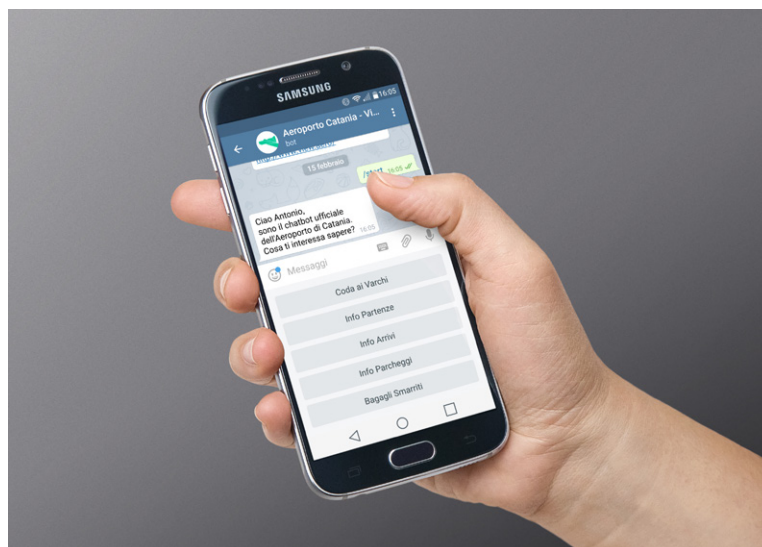 SAMSUNG
16:05
Aeroporto Catania - Vi...
bot
15 febbraio
/start 16:05
Ciao Antonio,
sono il chatbot ufficiale
dell'Aeroporto di Catania.
Cosa ti interessa sapere? 16:05
Messaggi
Coda ai Varchi
Info Partenze
Info Arrivi
Info Parcheggi
Bagagli Smarriti